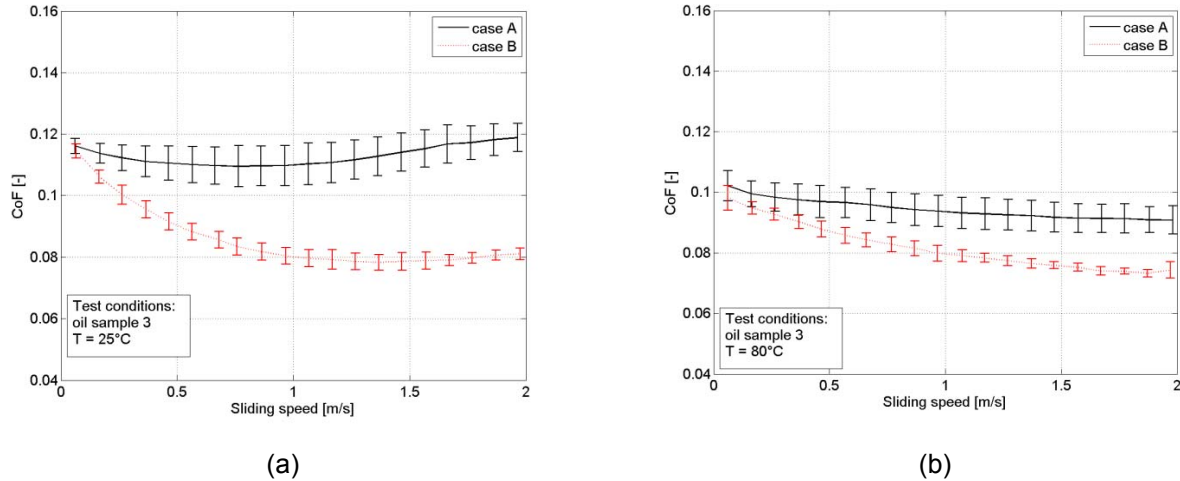 0.16
0.14
0.12
0.1
0.08
0.06
0.04
CoF [-]
case A
case B
Test conditions:
oil sample 3
T = 25°C
0 0.5 1 1.5 2
Sliding speed [m/s]
(a)
0.16
0.14
0.12
0.1
0.08
0.06
0.04
CoF [-]
case A
case B
Test conditions:
oil sample 3
T = 80°C
0 0.5 1 1.5 2
Sliding speed [m/s]
(b)